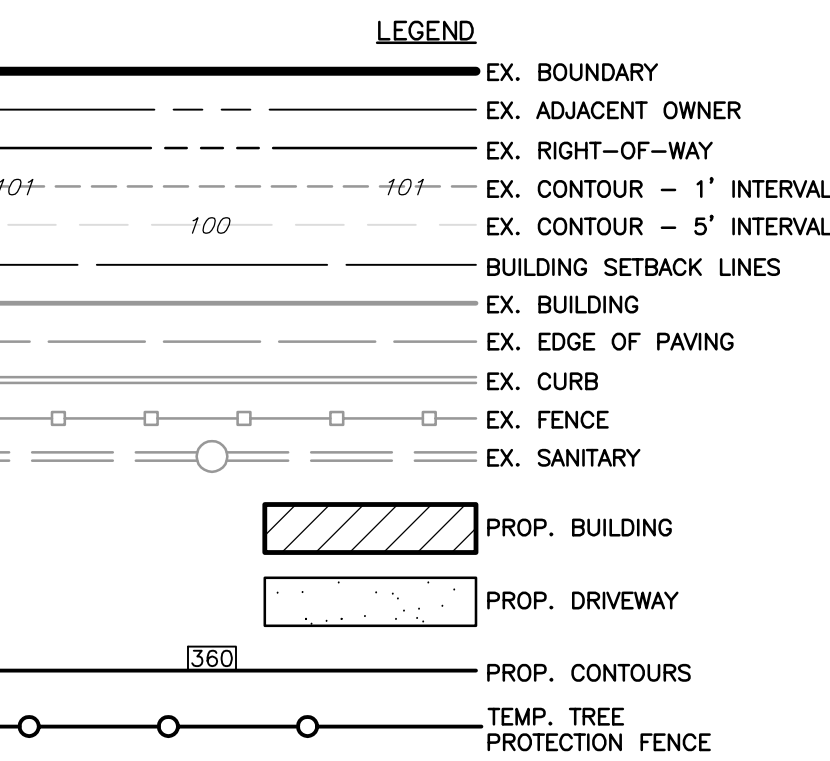 LEGEND
EX. BOUNDARY
EX. ADJACENT OWNER
EX. RIGHT-OF-WAY
101 101 EX. CONTOUR - 1' INTERVAL
100 EX. CONTOUR - 5' INTERVAL
BUILDING SETBACK LINES
EX. BUILDING
EX. EDGE OF PAVING
EX. CURB
EX. FENCE
EX. SANITARY
PROP. BUILDING
PROP. DRIVEWAY
360
PROP. CONTOURS
TEMP. TREE
PROTECTION FENCE